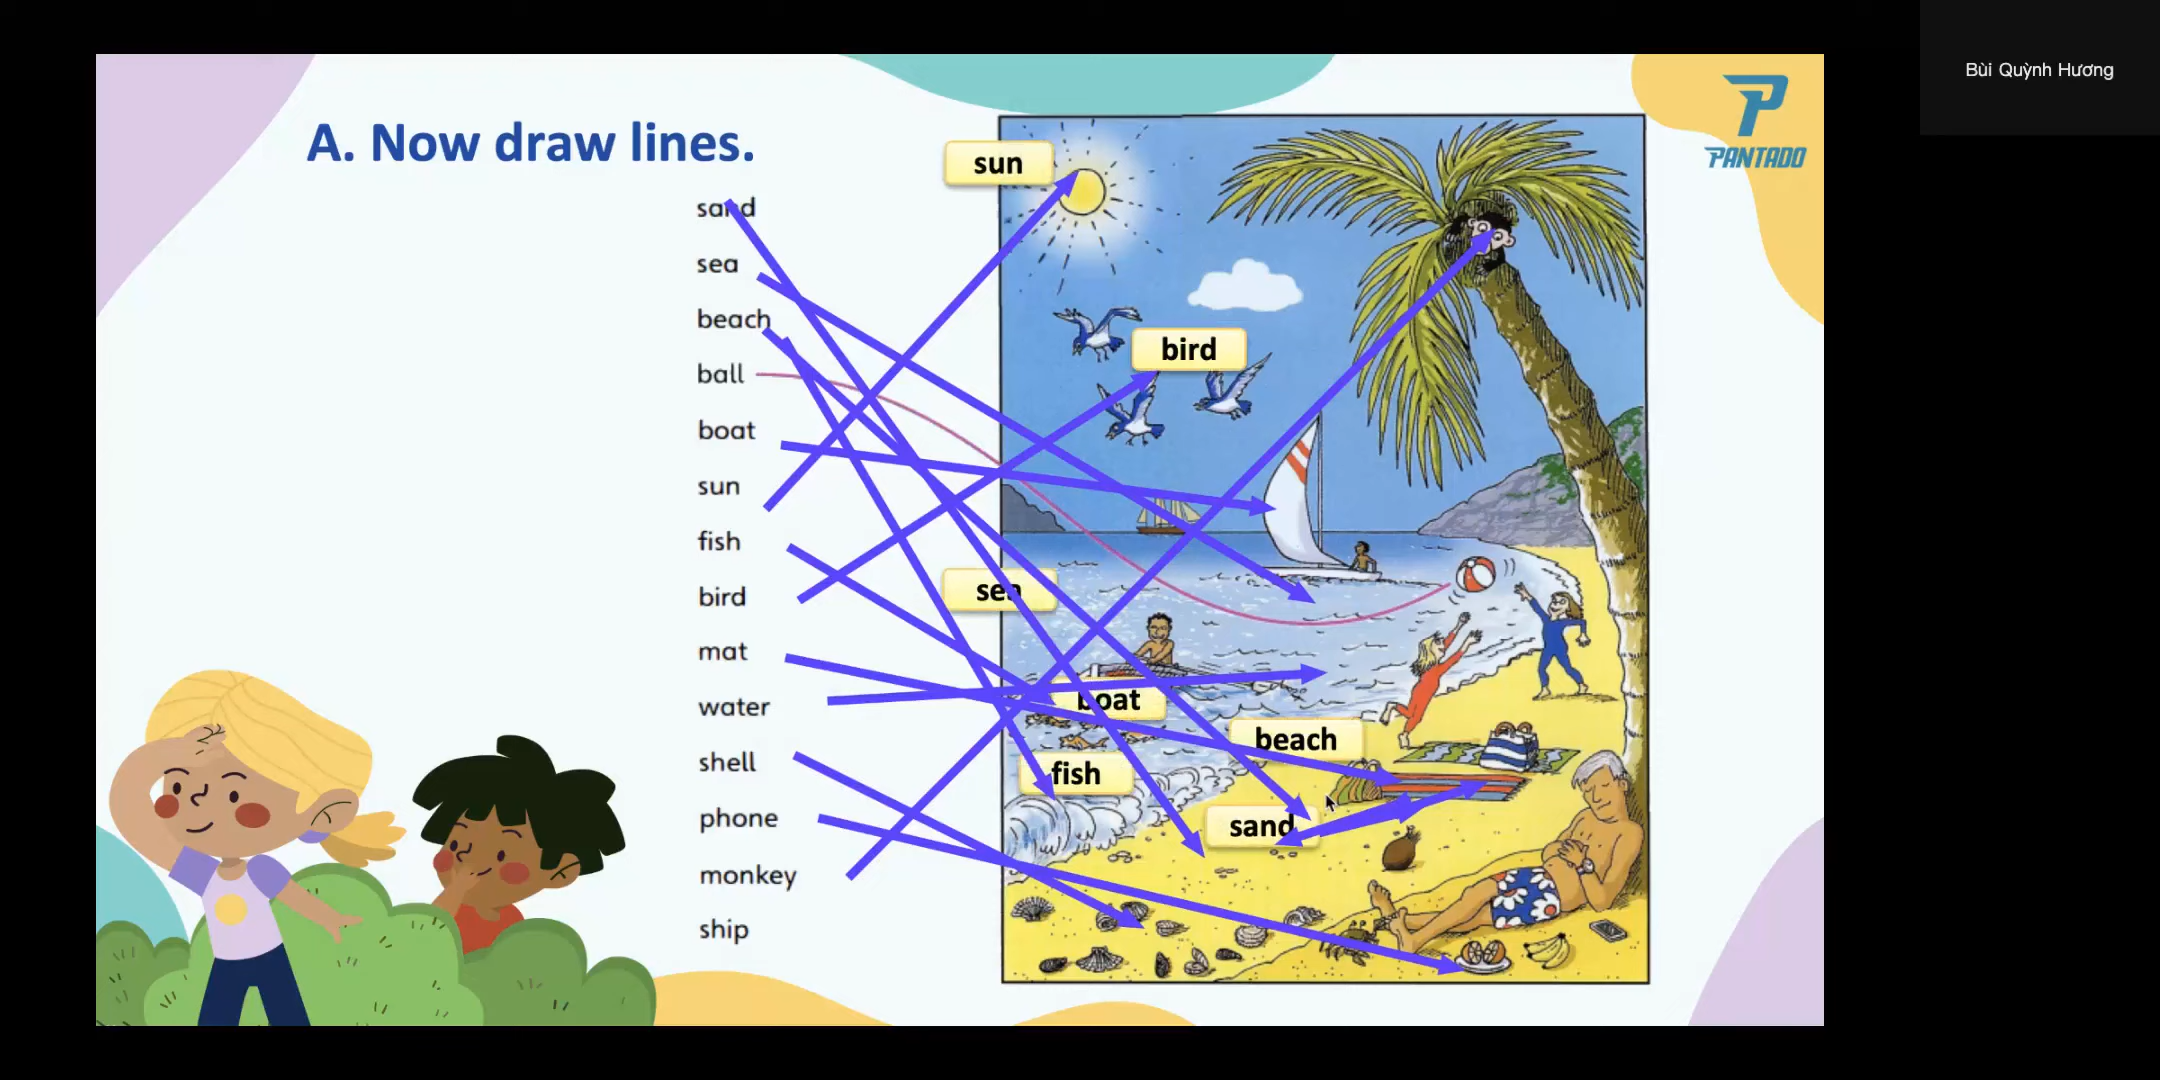 Bùi Quỳnh Hương
PANTADO
A. Now draw lines.
sand
sea
beach
ball
boat
sun
fish
bird
mat
water
shell
phone
monkey
ship
sun
bird
sea
boat
beach
fish
sand